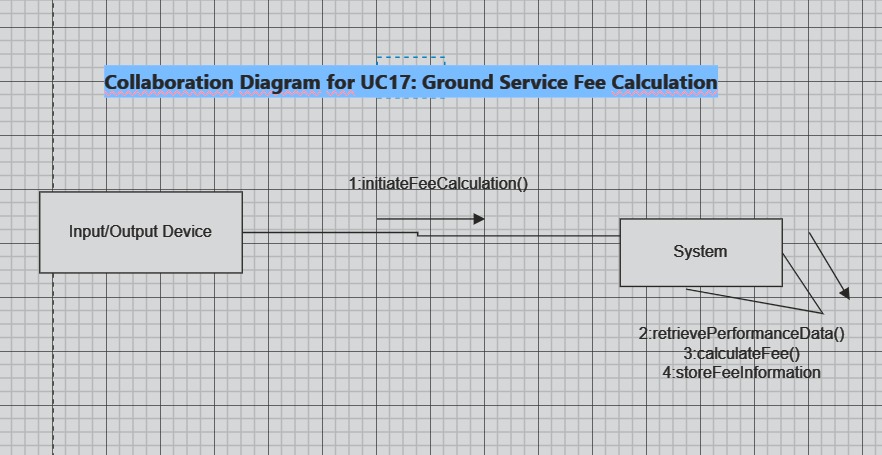 Collaboration Diagram for UC17: Ground Service Fee Calculation
1:initiateFeeCalculation()
Input/Output Device
System
2:retrievePerformanceData()
3:calculateFee()
4:storeFeeInformation